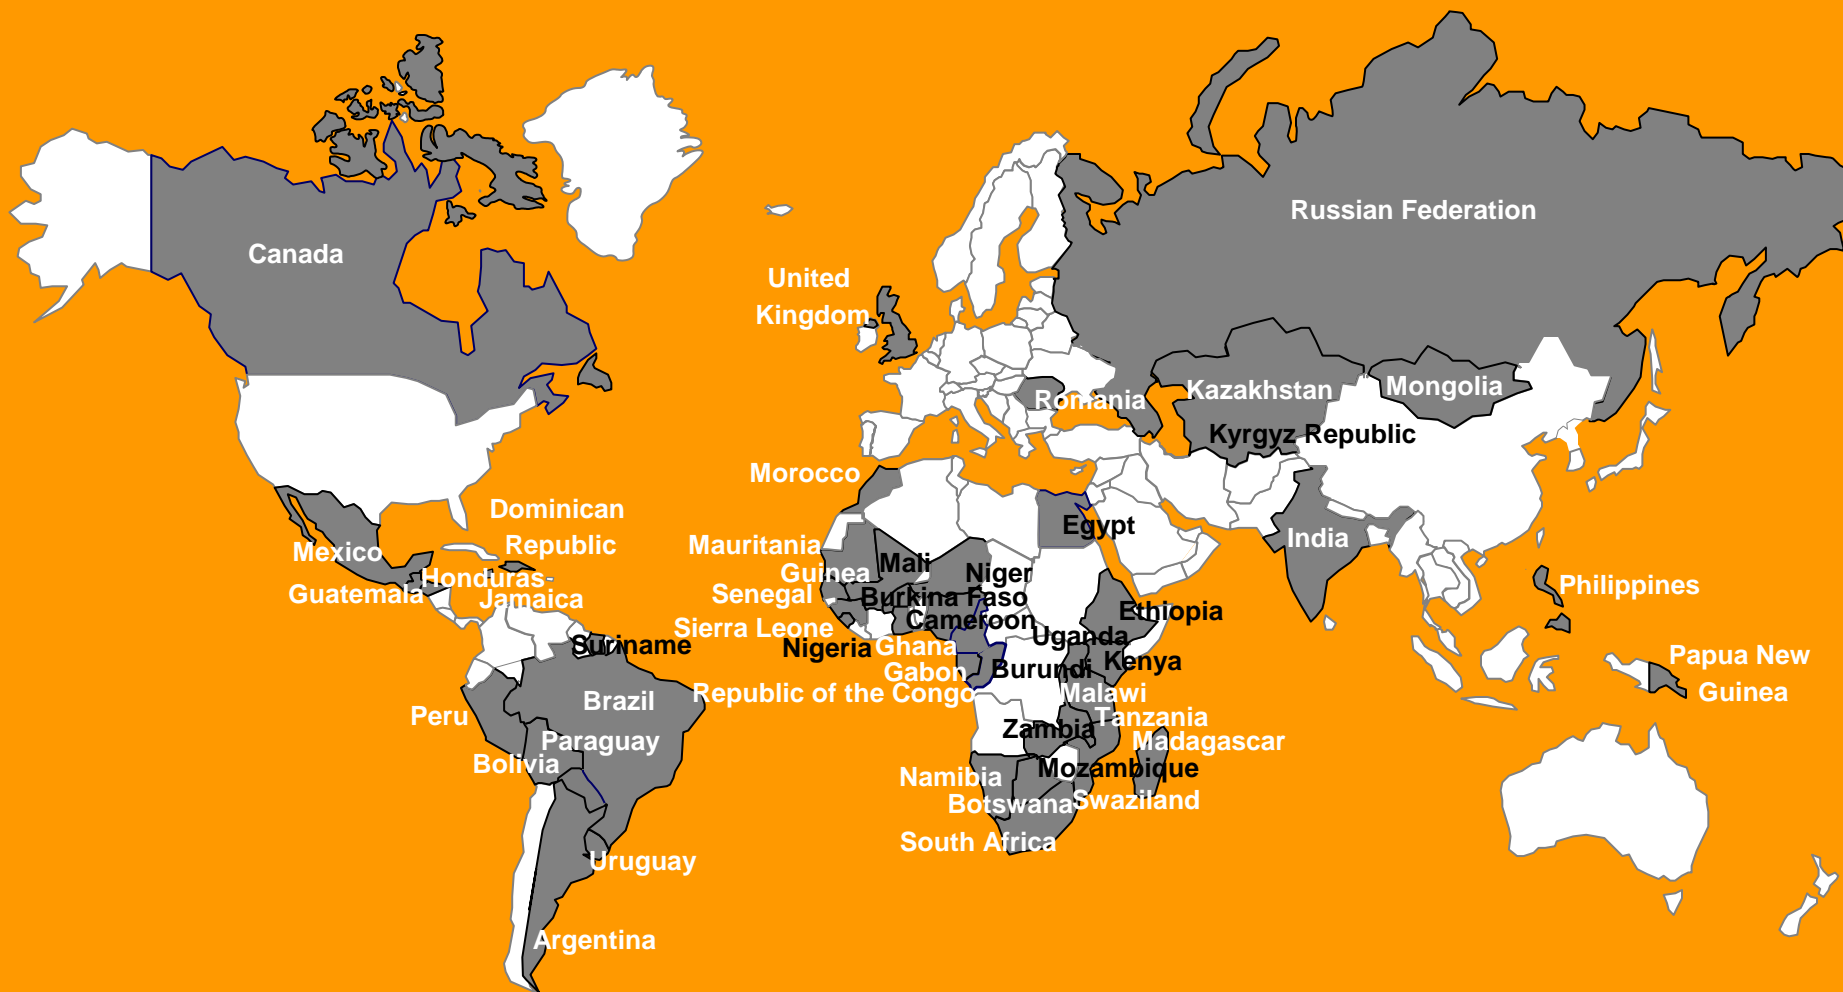 Russian Federation
Canada
United
Kingdom
Kazakhstan
Mongolia
Romania
Kyrgyz Republic
Morocco
Dominican
Republic
Egypt
India
Mexico
Mauritania
Mali
Guinea
Niger
Honduras
Guatemala
Jamaica
Senegal
Burkina Faso
Philippines
Cameroon
Ethiopia
Sierra Leone
Nigeria
Ghana
Uganda
Suriname
Gabon
Burundi
Kenya
Papua New
Guinea
Republic of the Congo
Malawi
Brazil
Peru
Tanzania
Zambia
Paraguay
Madagascar
Bolivia
Mozambique
Namibia
Botswana
Swaziland
South Africa
Uruguay
Argentina